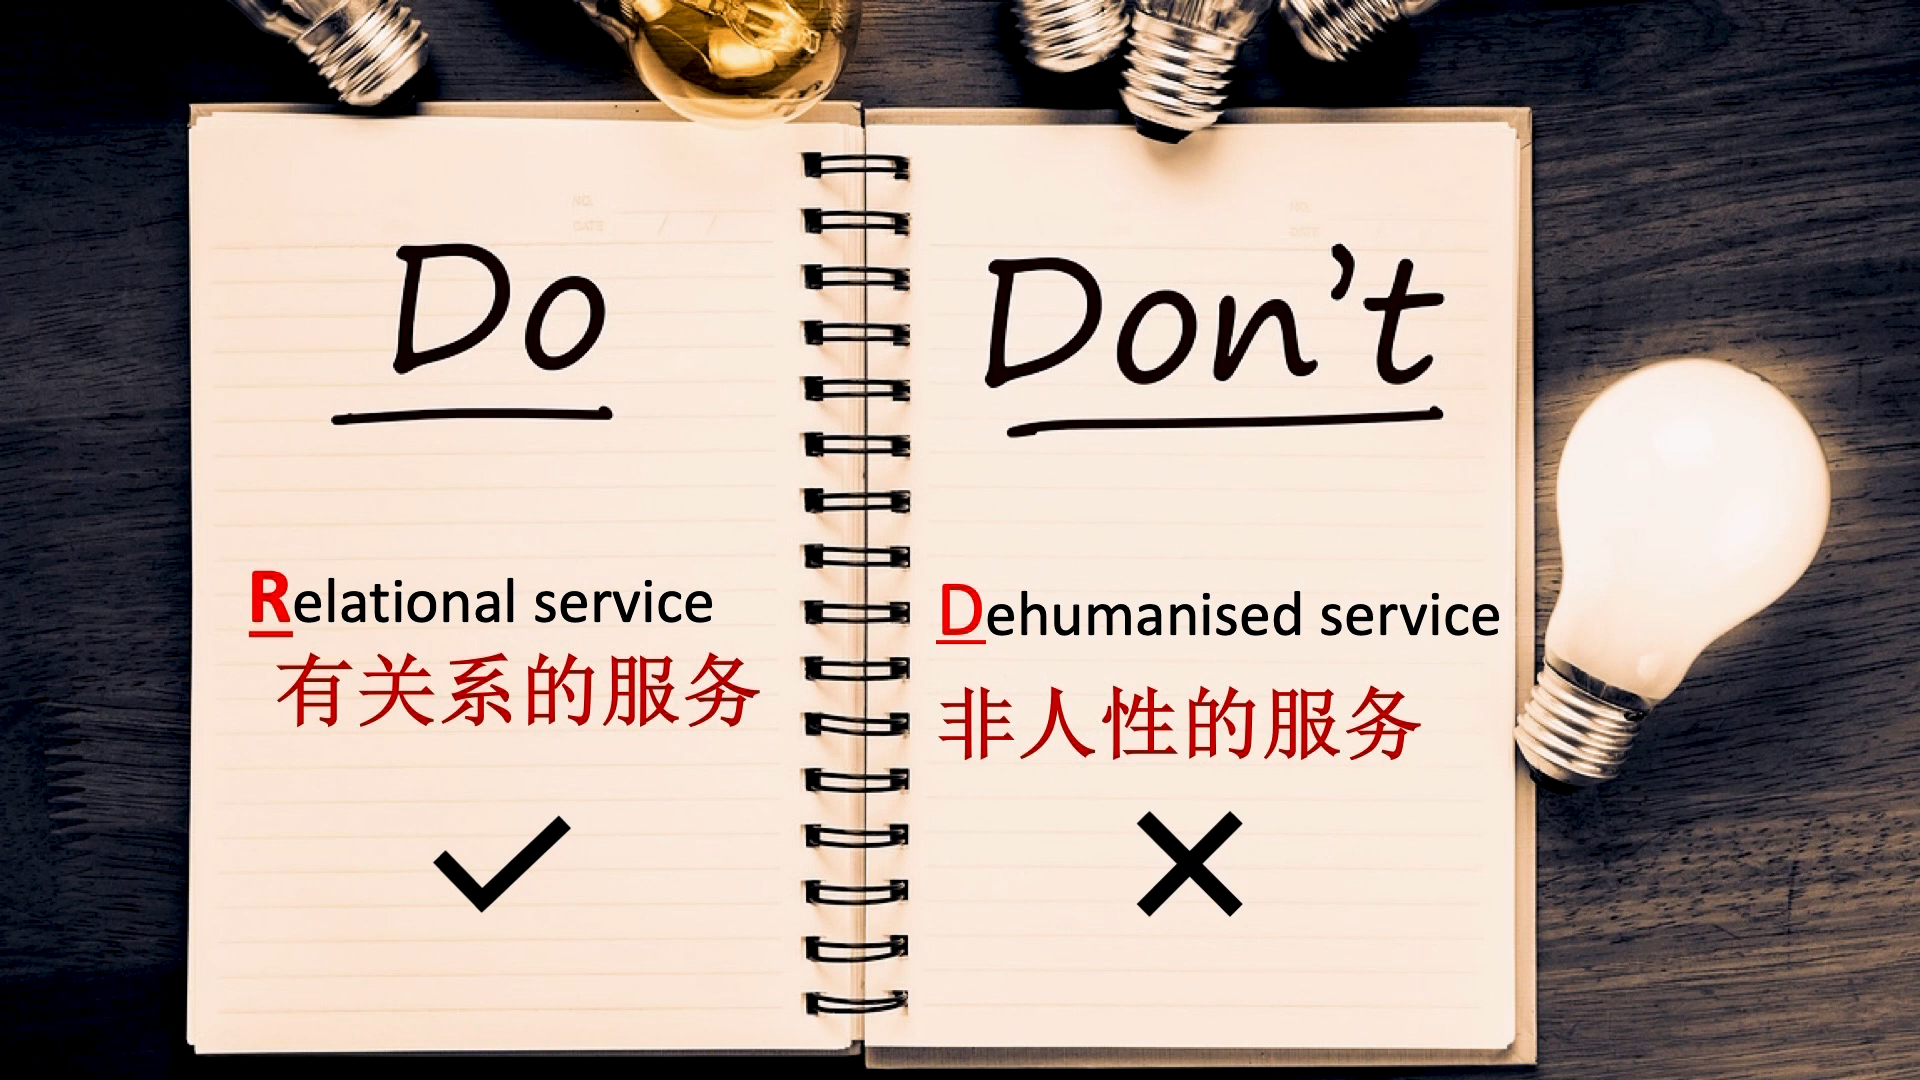 Do
Relational service
有关系的服务
Don't
Dehumanised service
非人性的服务